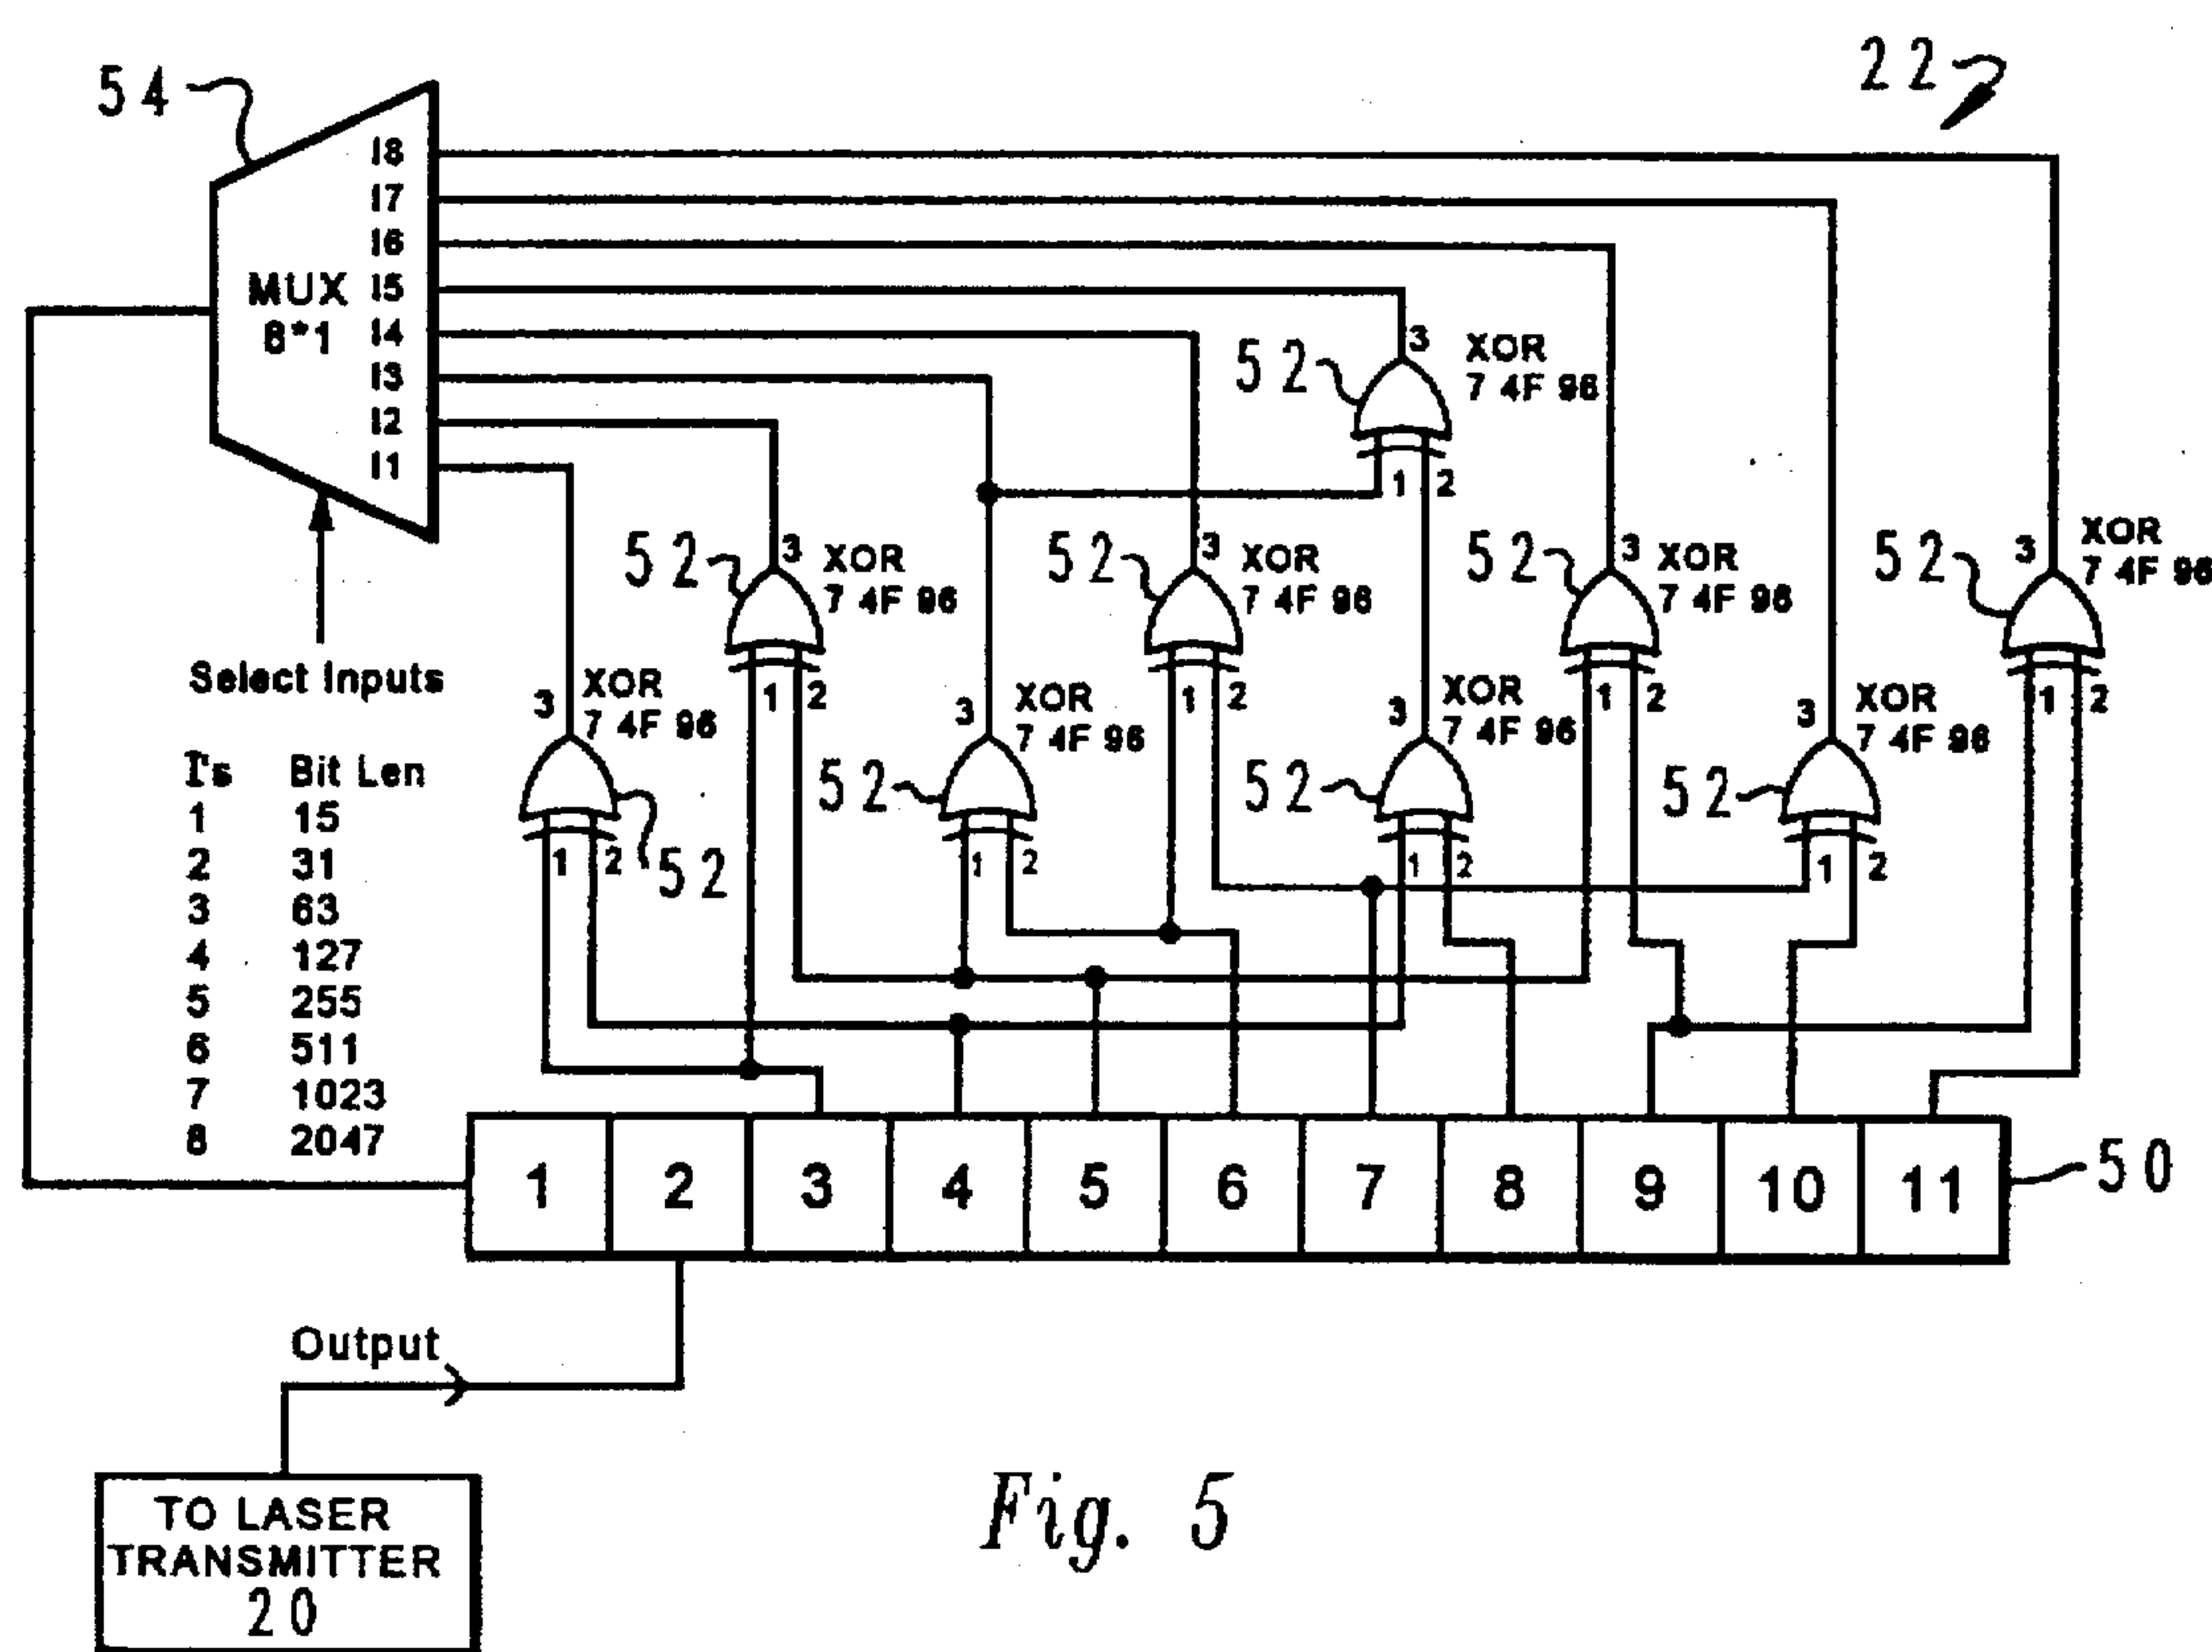 54
22
I8
I7
I6
MUX I5
8*1 I4
I3
I2
I1
Select Inputs
I's Bit Len
1 15
2 31
3 63
4 127
5 255
6 511
7 1023
8 2047
3 XOR
7 4F 96
52
1 2
3 XOR
7 4F 96
52
1 2
3 XOR
7 4F 96
52
1 2
3 XOR
7 4F 96
52
1 2
3 XOR
7 4F 96
52
1 2
3 XOR
7 4F 96
52
1 2
3 XOR
7 4F 96
52
1 2
3 XOR
7 4F 96
52
1 2
3 XOR
7 4F 96
52
1 2
1 2 3 4 5 6 7 8 9 10 11
50
Output
TO LASER
TRANSMITTER
20
Fig. 5